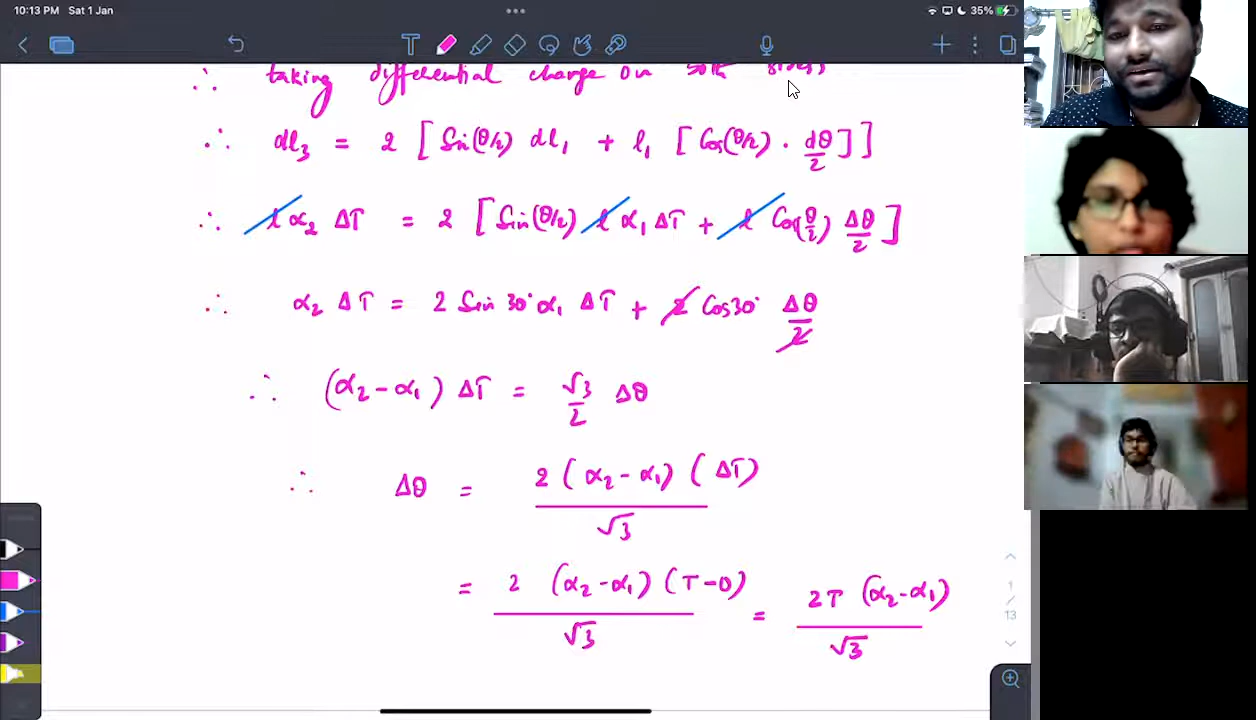 10:13 PM Sat 1 Jan
35%
∴ taking differential change on both sides
∴ dl₃ = 2 [ Sin(θ/2) dl₁ + l₁ [ Cos(θ/2) · dθ/2 ] ]
∴ l α₂ ΔT = 2 [ Sin(θ/2) l α₁ ΔT + l Cos(θ/2) Δθ/2 ]
∴ α₂ ΔT = 2 Sin 30° α₁ ΔT + 2 Cos30° Δθ/2
∴ (α₂ - α₁) ΔT = √3/2 Δθ
∴ Δθ = 2 (α₂ - α₁) (ΔT) / √3
= 2 (α₂ - α₁) (T - 0) / √3 = 2T (α₂ - α₁) / √3
1 / 13